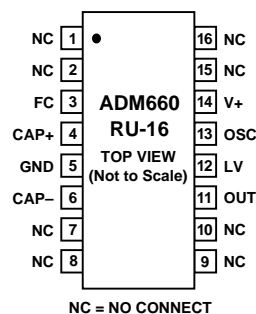 NC 1 16 NC
NC 2 15 NC
FC 3 ADM660 14 V+
CAP+ 4 RU-16 13 OSC
GND 5 TOP VIEW 12 LV
(Not to Scale)
CAP– 6 11 OUT
NC 7 10 NC
NC 8 9 NC
NC = NO CONNECT